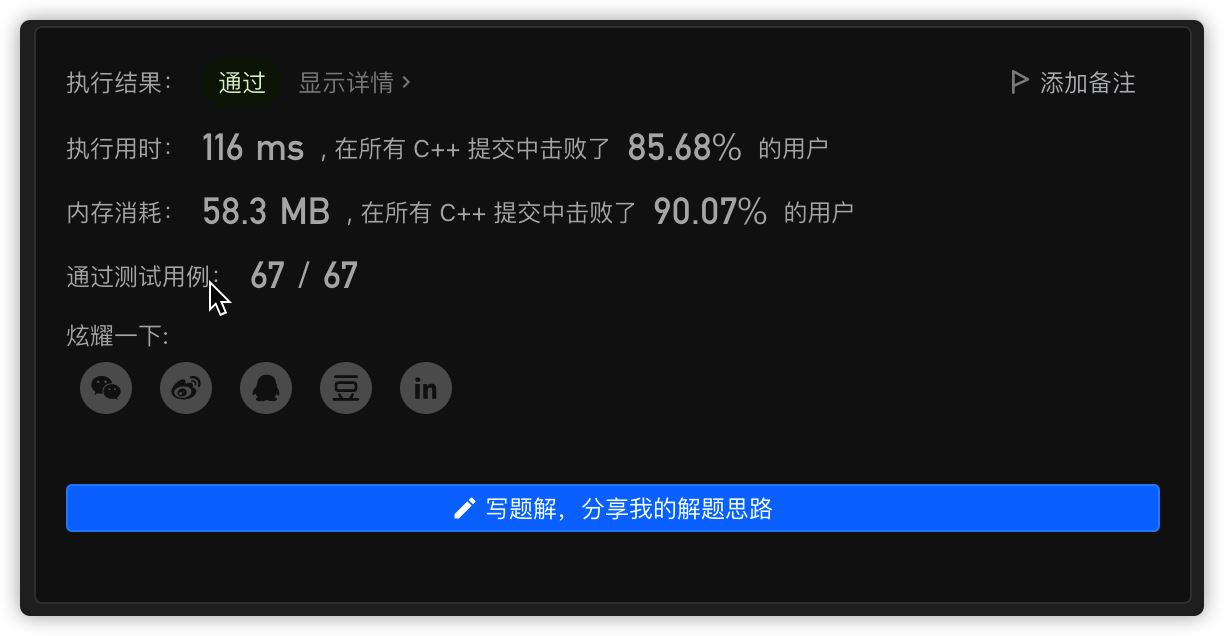 执行结果： 通过 显示详情 > 添加备注
执行用时： 116 ms , 在所有 C++ 提交中击败了 85.68% 的用户
内存消耗： 58.3 MB , 在所有 C++ 提交中击败了 90.07% 的用户
通过测试用例： 67 / 67
炫耀一下:
豆 in
写题解，分享我的解题思路